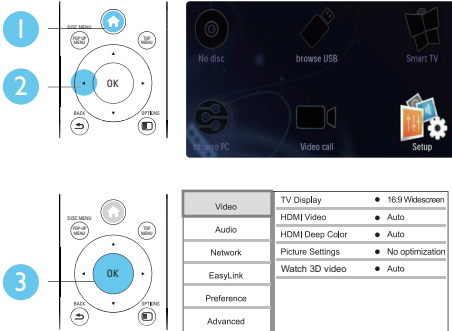 1
DISC MENU
POP-UP MENU
TOP MENU
2
OK
BACK
OPTIONS
No disc
browse USB
Smart TV
browse PC
Video call
Setup
DISC MENU
POP-UP MENU
TOP MENU
3
OK
BACK
OPTIONS
Video
Audio
Network
EasyLink
Preference
Advanced
TV Display ● 16:9 Widescreen
HDMI Video ● Auto
HDMI Deep Color ● Auto
Picture Settings ● No optimization
Watch 3D video ● Auto